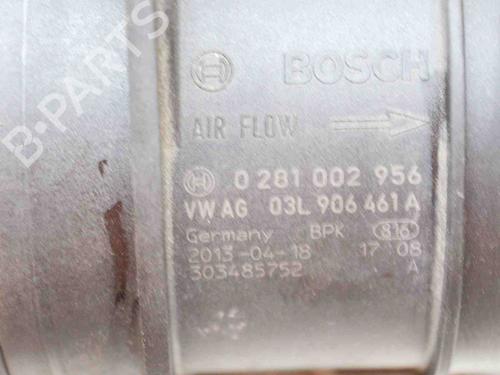 B-PARTS
BOSCH
AIR FLOW
0 281 002 956
VW AG 03L 906 461 A
Germany BPK 816
2013-04-18 17 08
303485752 A